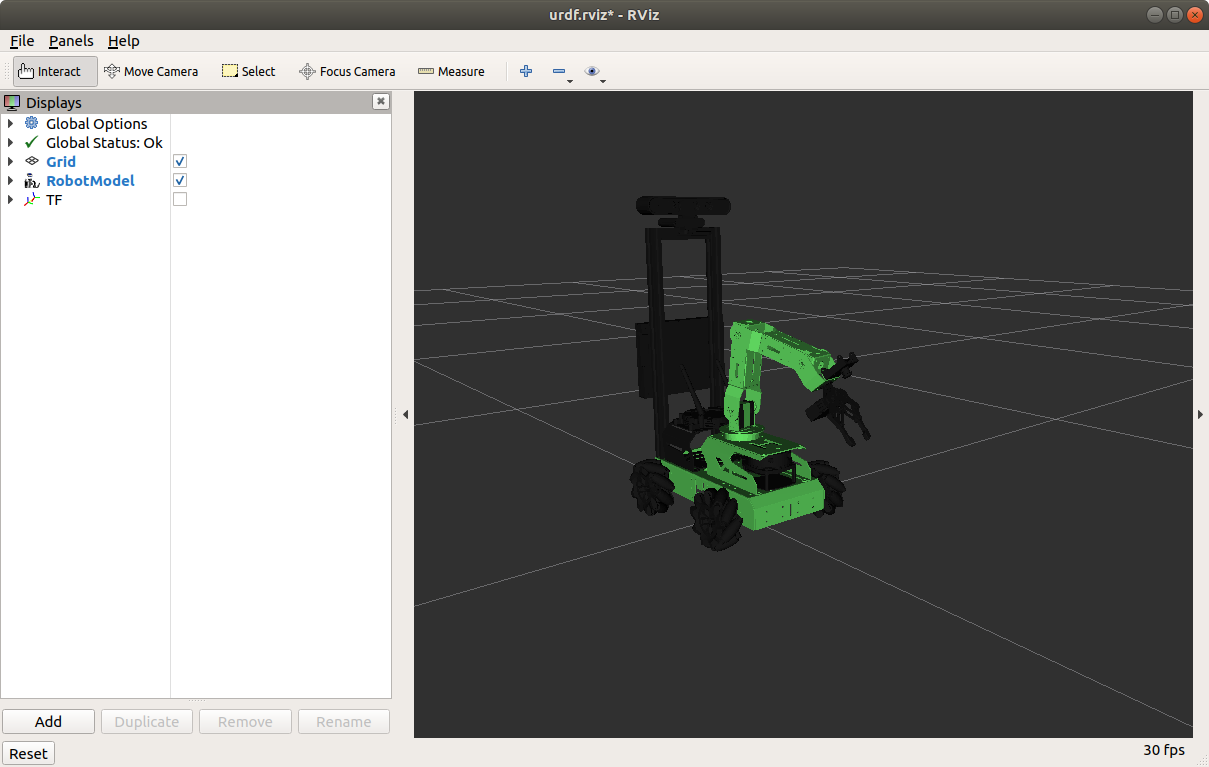 urdf.rviz* - RViz
File Panels Help
Interact Move Camera Select Focus Camera Measure
Displays
Global Options
Global Status: Ok
Grid
RobotModel
TF
Add Duplicate Remove Rename
Reset
30 fps